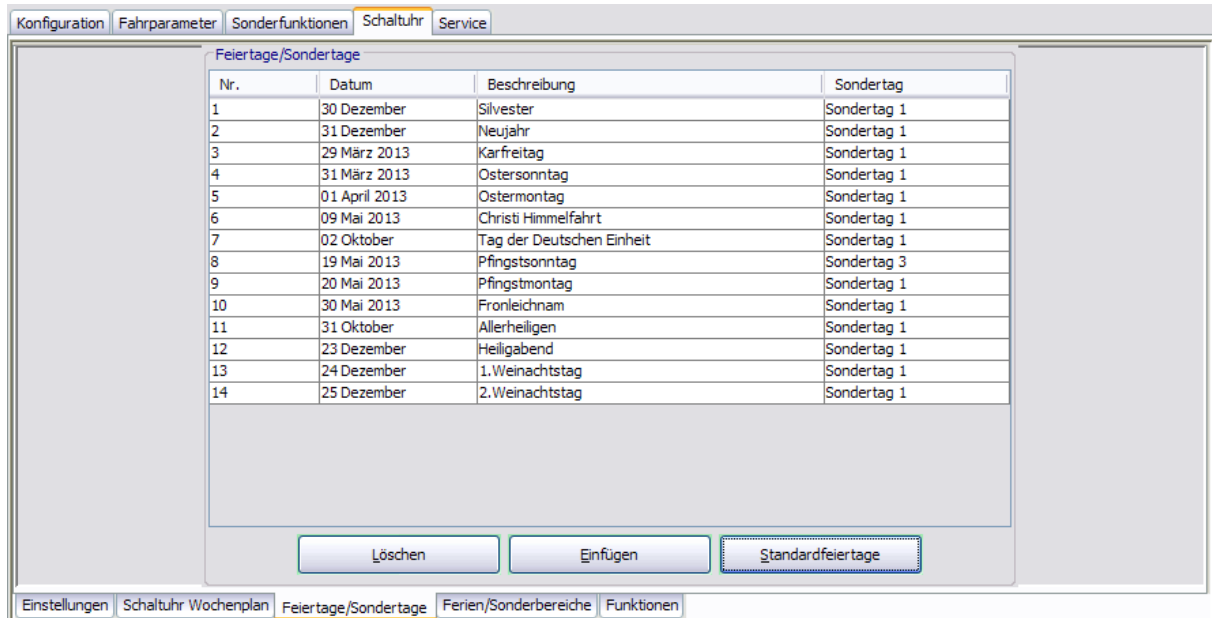 Konfiguration Fahrparameter Sonderfunktionen Schaltuhr Service
Feiertage/Sondertage
Nr. Datum Beschreibung Sondertag
1 30 Dezember Silvester Sondertag 1
2 31 Dezember Neujahr Sondertag 1
3 29 März 2013 Karfreitag Sondertag 1
4 31 März 2013 Ostersonntag Sondertag 1
5 01 April 2013 Ostermontag Sondertag 1
6 09 Mai 2013 Christi Himmelfahrt Sondertag 1
7 02 Oktober Tag der Deutschen Einheit Sondertag 1
8 19 Mai 2013 Pfingstsonntag Sondertag 3
9 20 Mai 2013 Pfingstmontag Sondertag 1
10 30 Mai 2013 Fronleichnam Sondertag 1
11 31 Oktober Allerheiligen Sondertag 1
12 23 Dezember Heiligabend Sondertag 1
13 24 Dezember 1.Weinachtstag Sondertag 1
14 25 Dezember 2.Weinachtstag Sondertag 1
Löschen Einfügen Standardfeiertage
Einstellungen Schaltuhr Wochenplan Feiertage/Sondertage Ferien/Sonderbereiche Funktionen